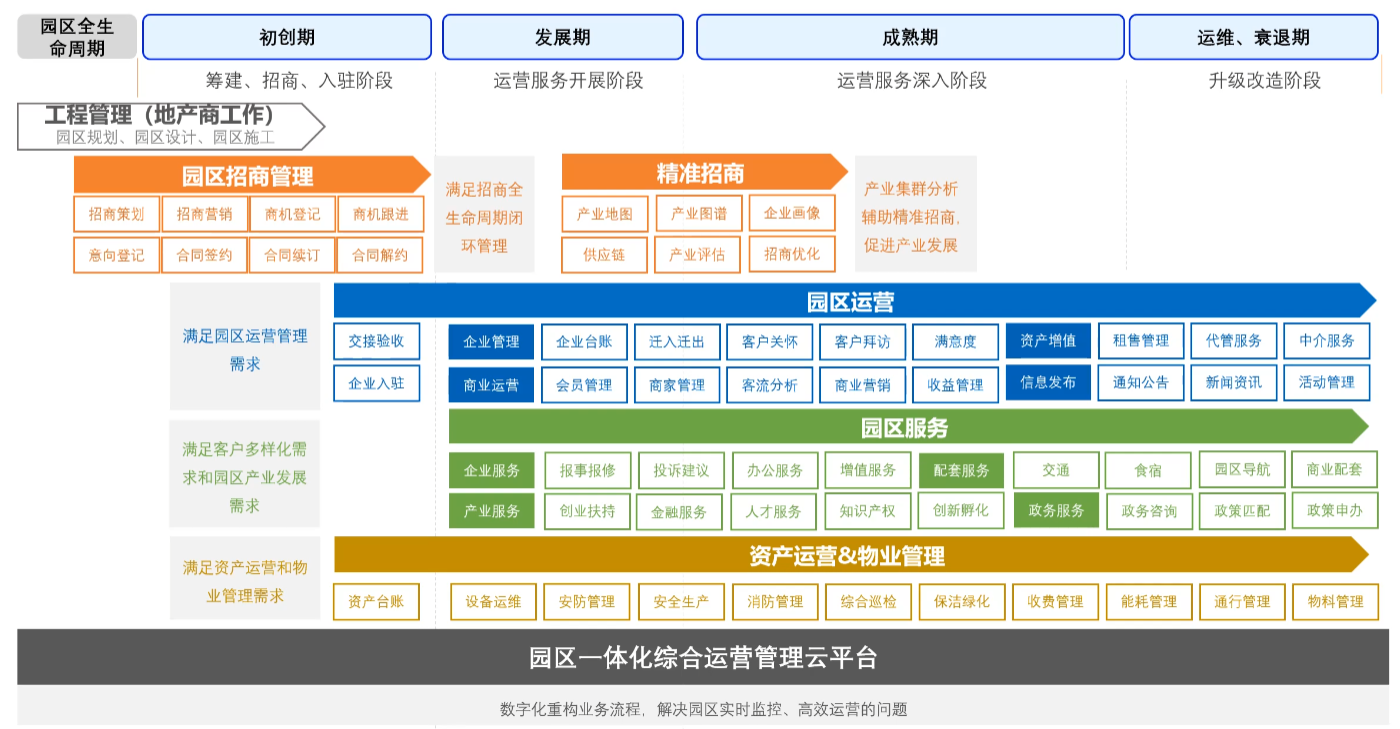 园区全生
命周期
初创期
发展期
成熟期
运维、衰退期
筹建、招商、入驻阶段
运营服务开展阶段
运营服务深入阶段
升级改造阶段
工程管理（地产商工作）
园区规划、园区设计、园区施工
园区招商管理
招商策划
招商营销
商机登记
商机跟进
意向登记
合同签约
合同续订
合同解约
满足招商全
生命周期闭
环管理
精准招商
产业地图
产业图谱
企业画像
供应链
产业评估
招商优化
产业集群分析
辅助精准招商,
促进产业发展
满足园区运营管理
需求
园区运营
交接验收
企业管理
企业台账
迁入迁出
客户关怀
客户拜访
满意度
资产增值
租售管理
代管服务
中介服务
企业入驻
商业运营
会员管理
商家管理
客流分析
商业营销
收益管理
信息发布
通知公告
新闻资讯
活动管理
满足客户多样化需
求和园区产业发展
需求
园区服务
企业服务
报事报修
投诉建议
办公服务
增值服务
配套服务
交通
食宿
园区导航
商业配套
产业服务
创业扶持
金融服务
人才服务
知识产权
创新孵化
政务服务
政务咨询
政策匹配
政策申办
满足资产运营和物
业管理需求
资产运营&物业管理
资产台账
设备运维
安防管理
安全生产
消防管理
综合巡检
保洁绿化
收费管理
能耗管理
通行管理
物料管理
园区一体化综合运营管理云平台
数字化重构业务流程，解决园区实时监控、高效运营的问题